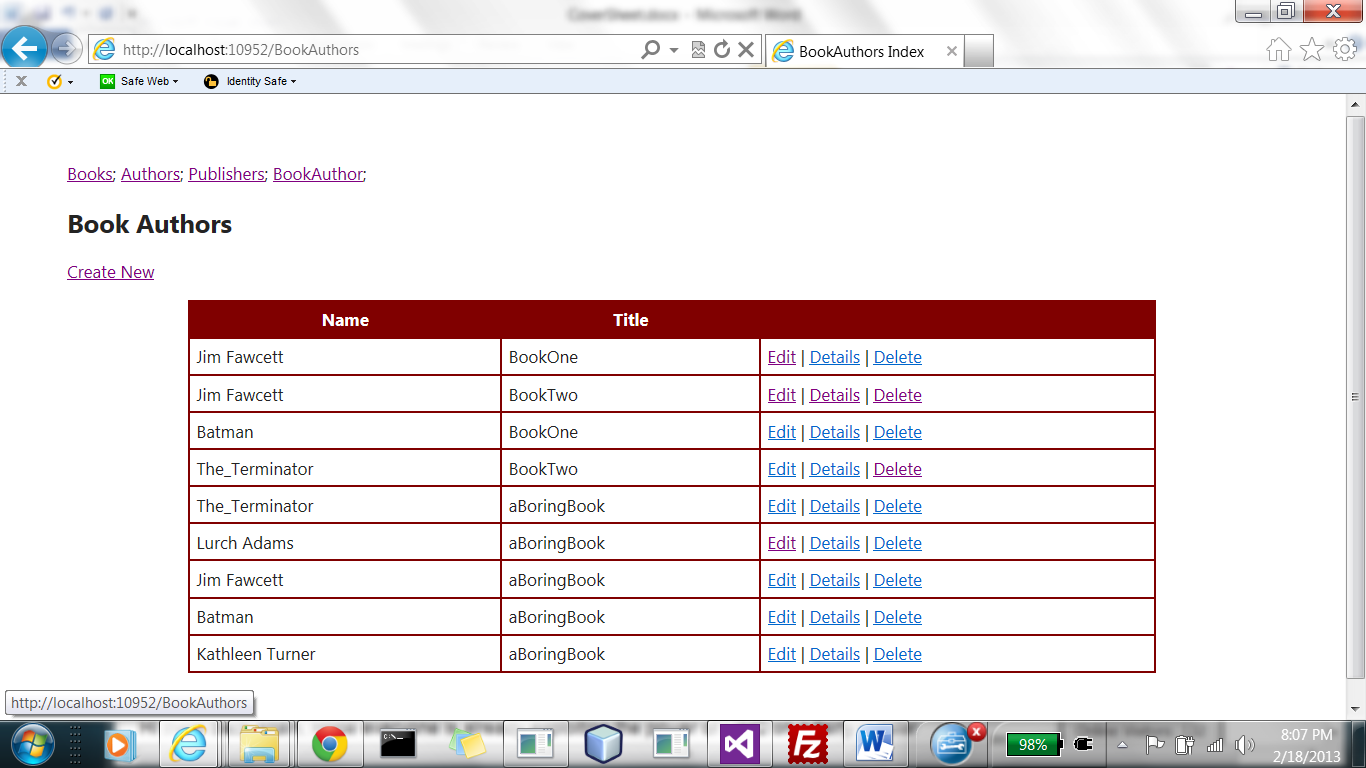 CoverSheet.docx - Microsoft Word
http://localhost:10952/BookAuthors
BookAuthors Index
Safe Web
Identity Safe
Books; Authors; Publishers; BookAuthor;
Book Authors
Create New
Name Title
Jim Fawcett BookOne Edit | Details | Delete
Jim Fawcett BookTwo Edit | Details | Delete
Batman BookOne Edit | Details | Delete
The_Terminator BookTwo Edit | Details | Delete
The_Terminator aBoringBook Edit | Details | Delete
Lurch Adams aBoringBook Edit | Details | Delete
Jim Fawcett aBoringBook Edit | Details | Delete
Batman aBoringBook Edit | Details | Delete
Kathleen Turner aBoringBook Edit | Details | Delete
http://localhost:10952/BookAuthors
98%
8:07 PM
2/18/2013